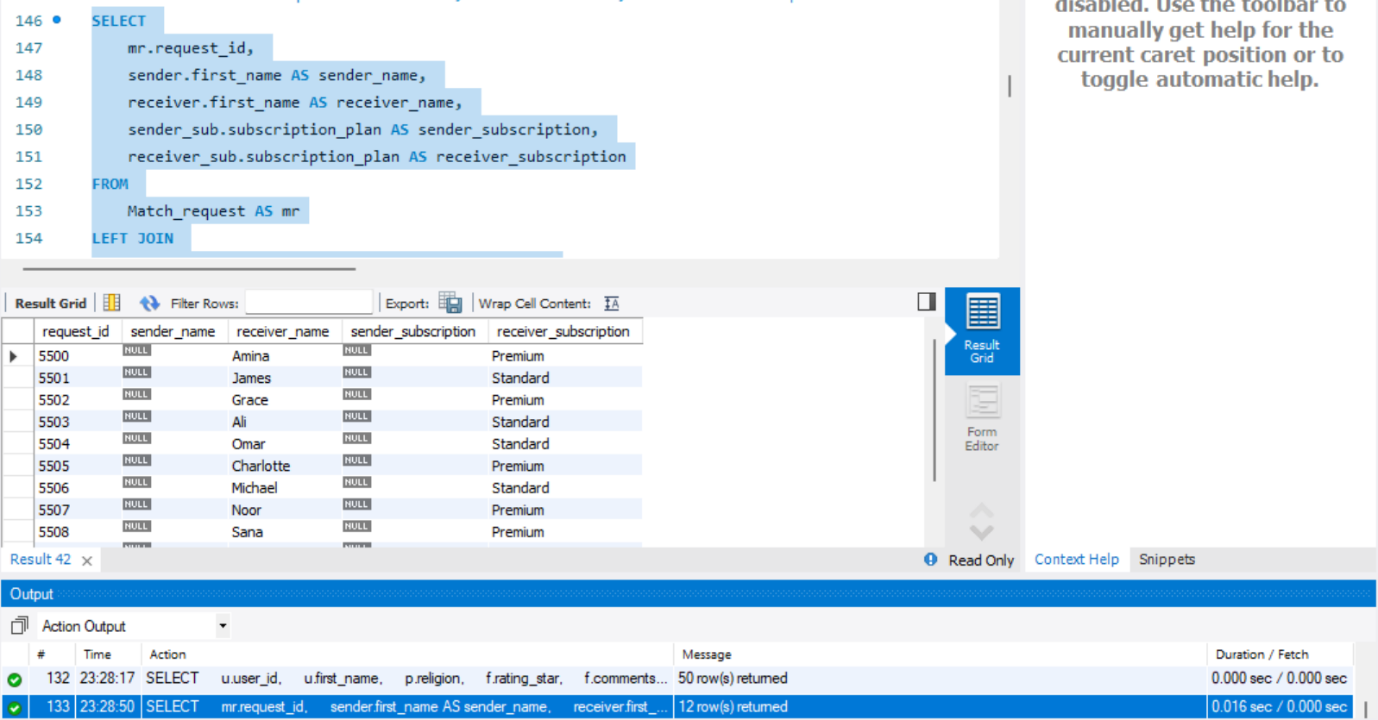 disabled. Use the toolbar to
manually get help for the
current caret position or to
toggle automatic help.
146 SELECT
147 mr.request_id,
148 sender.first_name AS sender_name,
149 receiver.first_name AS receiver_name,
150 sender_sub.subscription_plan AS sender_subscription,
151 receiver_sub.subscription_plan AS receiver_subscription
152 FROM
153 Match_request AS mr
154 LEFT JOIN
Result Grid Filter Rows: Export: Wrap Cell Content: IA
request_id sender_name receiver_name sender_subscription receiver_subscription
5500 NULL Amina NULL Premium
5501 NULL James NULL Standard
5502 NULL Grace NULL Premium
5503 NULL Ali NULL Standard
5504 NULL Omar NULL Standard
5505 NULL Charlotte NULL Premium
5506 NULL Michael NULL Standard
5507 NULL Noor NULL Premium
5508 NULL Sana NULL Premium
Result
Grid
Form
Editor
Result 42 Read Only Context Help Snippets
Output
Action Output
# Time Action Message Duration / Fetch
132 23:28:17 SELECT u.user_id, u.first_name, p.religion, f.rating_star, f.comments... 50 row(s) returned 0.000 sec / 0.000 sec
133 23:28:50 SELECT mr.request_id, sender.first_name AS sender_name, receiver.first_... 12 row(s) returned 0.016 sec / 0.000 sec